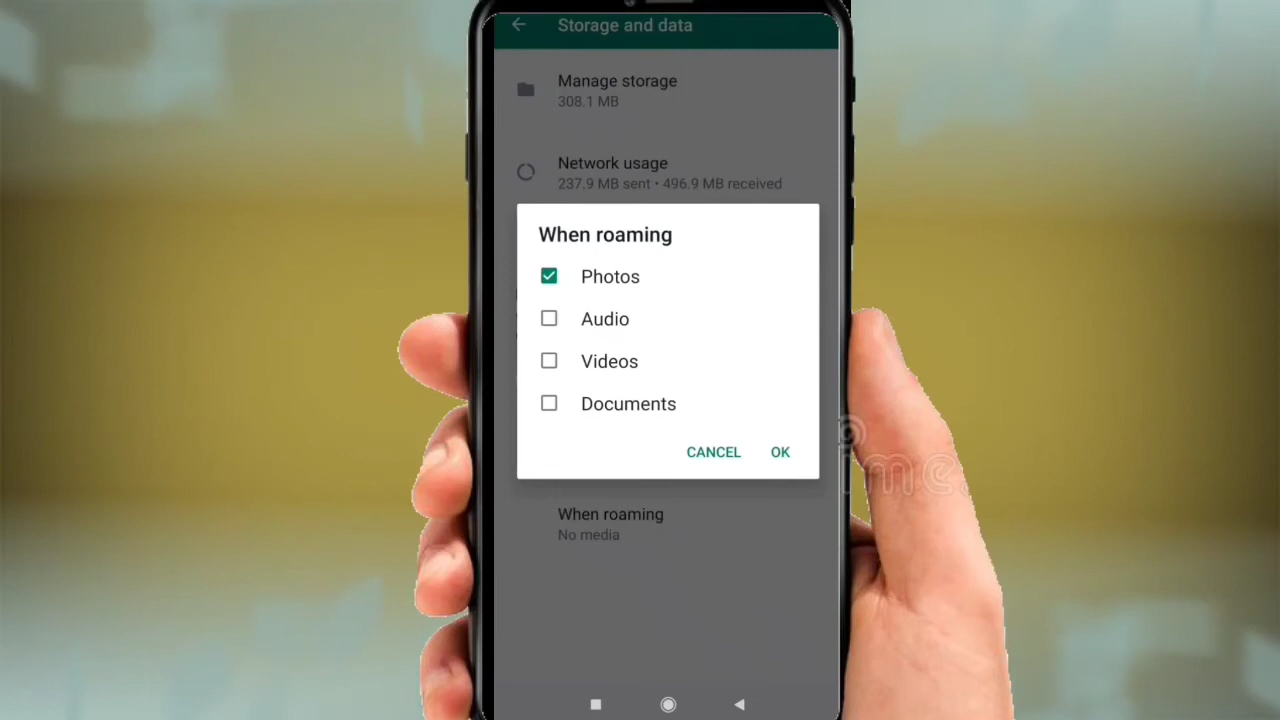 Storage and data
Manage storage
308.1 MB
Network usage
237.9 MB sent • 496.9 MB received
When roaming
Photos
Audio
Videos
Documents
CANCEL OK
When roaming
No media